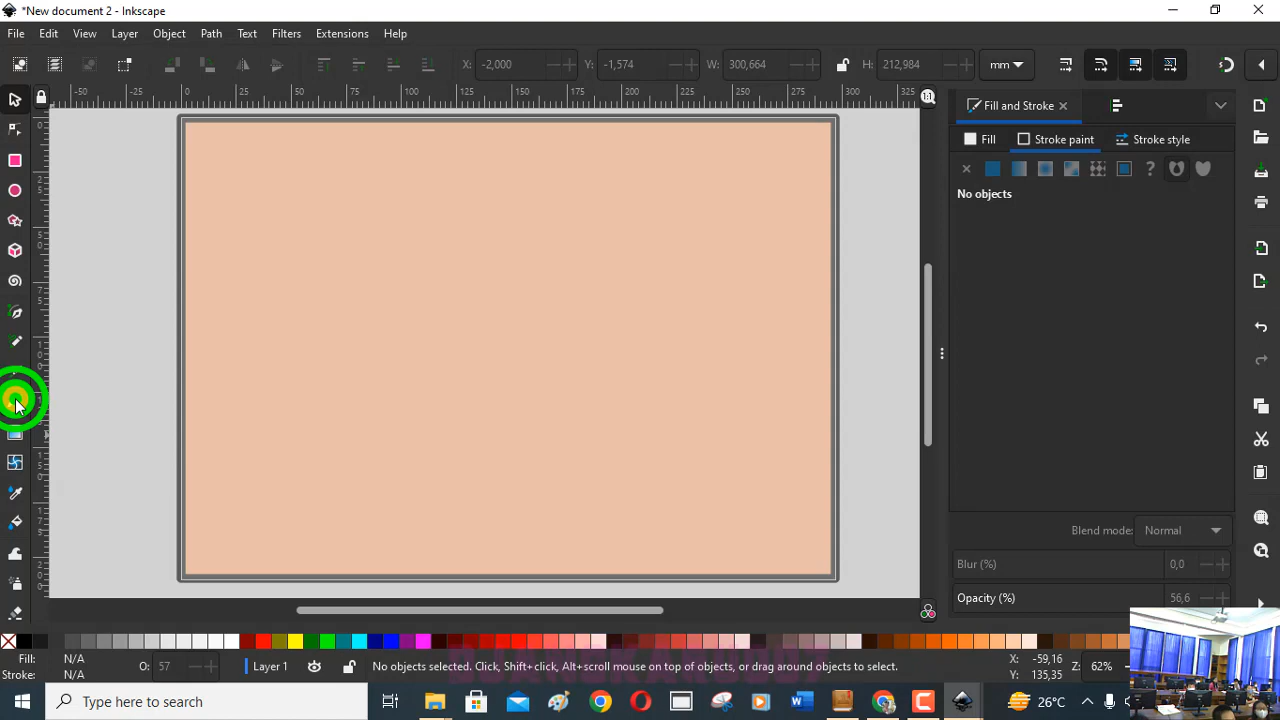 *New document 2 - Inkscape
File Edit View Layer Object Path Text Filters Extensions Help
X: -2,000 Y: -1,574 W: 300,664 H: 212,984 mm
-50 -25 0 25 50 75 100 125 150 175 200 225 250 275 300 325
1:1
Fill and Stroke
Fill Stroke paint Stroke style
No objects
Blend mode: Normal
Blur (%) 0,0
Opacity (%) 56,6
Fill: N/A
Stroke: N/A
O: 57
Layer 1
No objects selected. Click, Shift+click, Alt+scroll mouse on top of objects, or drag around objects to select.
X: -59,16
Y: 135,35
Z: 62%
Type here to search
26°C